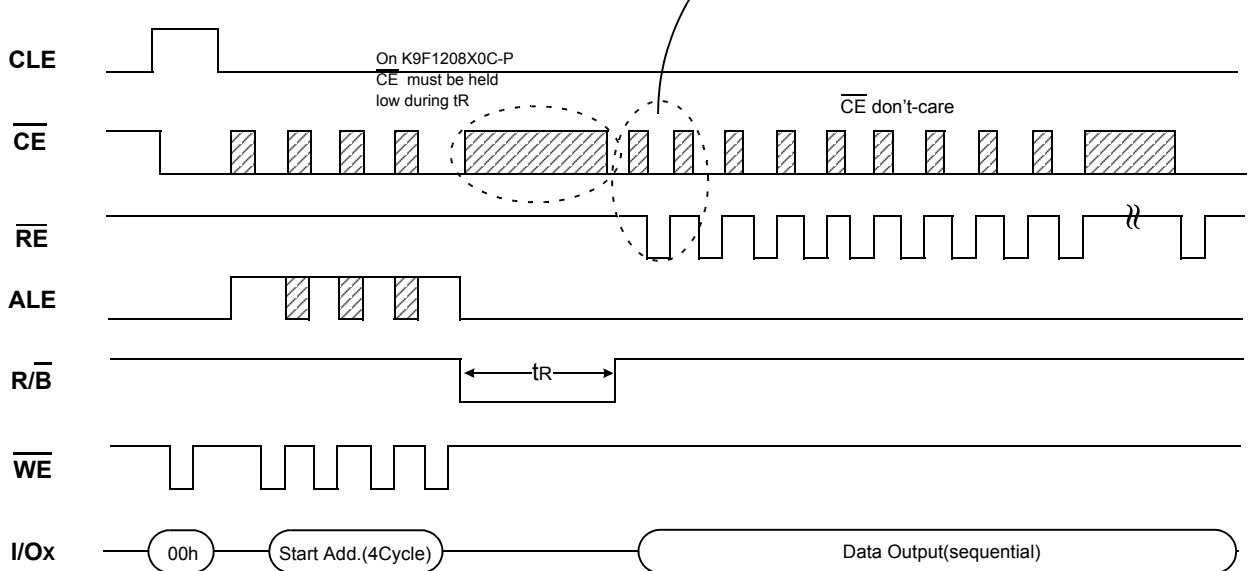 CLE
On K9F1208X0C-P
CE must be held
low during tR
CE
CE don't-care
RE
ALE
R/B
tR
WE
I/Ox
00h
Start Add.(4Cycle)
Data Output(sequential)